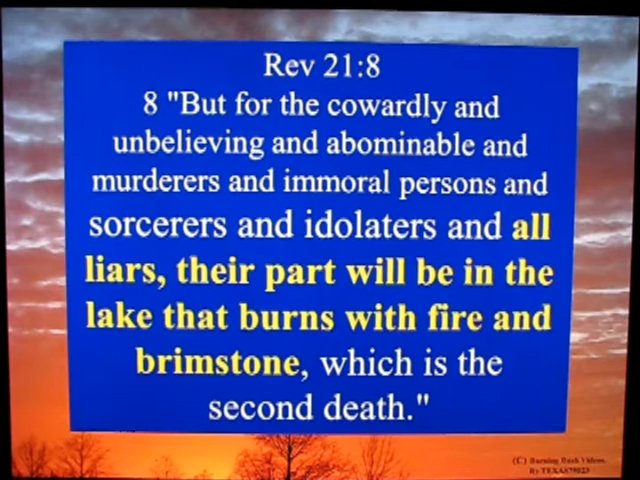 Rev 21:8
8 "But for the cowardly and
unbelieving and abominable and
murderers and immoral persons and
sorcerers and idolaters and all
liars, their part will be in the
lake that burns with fire and
brimstone, which is the
second death."
(C) Burning Bush Videos.
By TEXAS75025